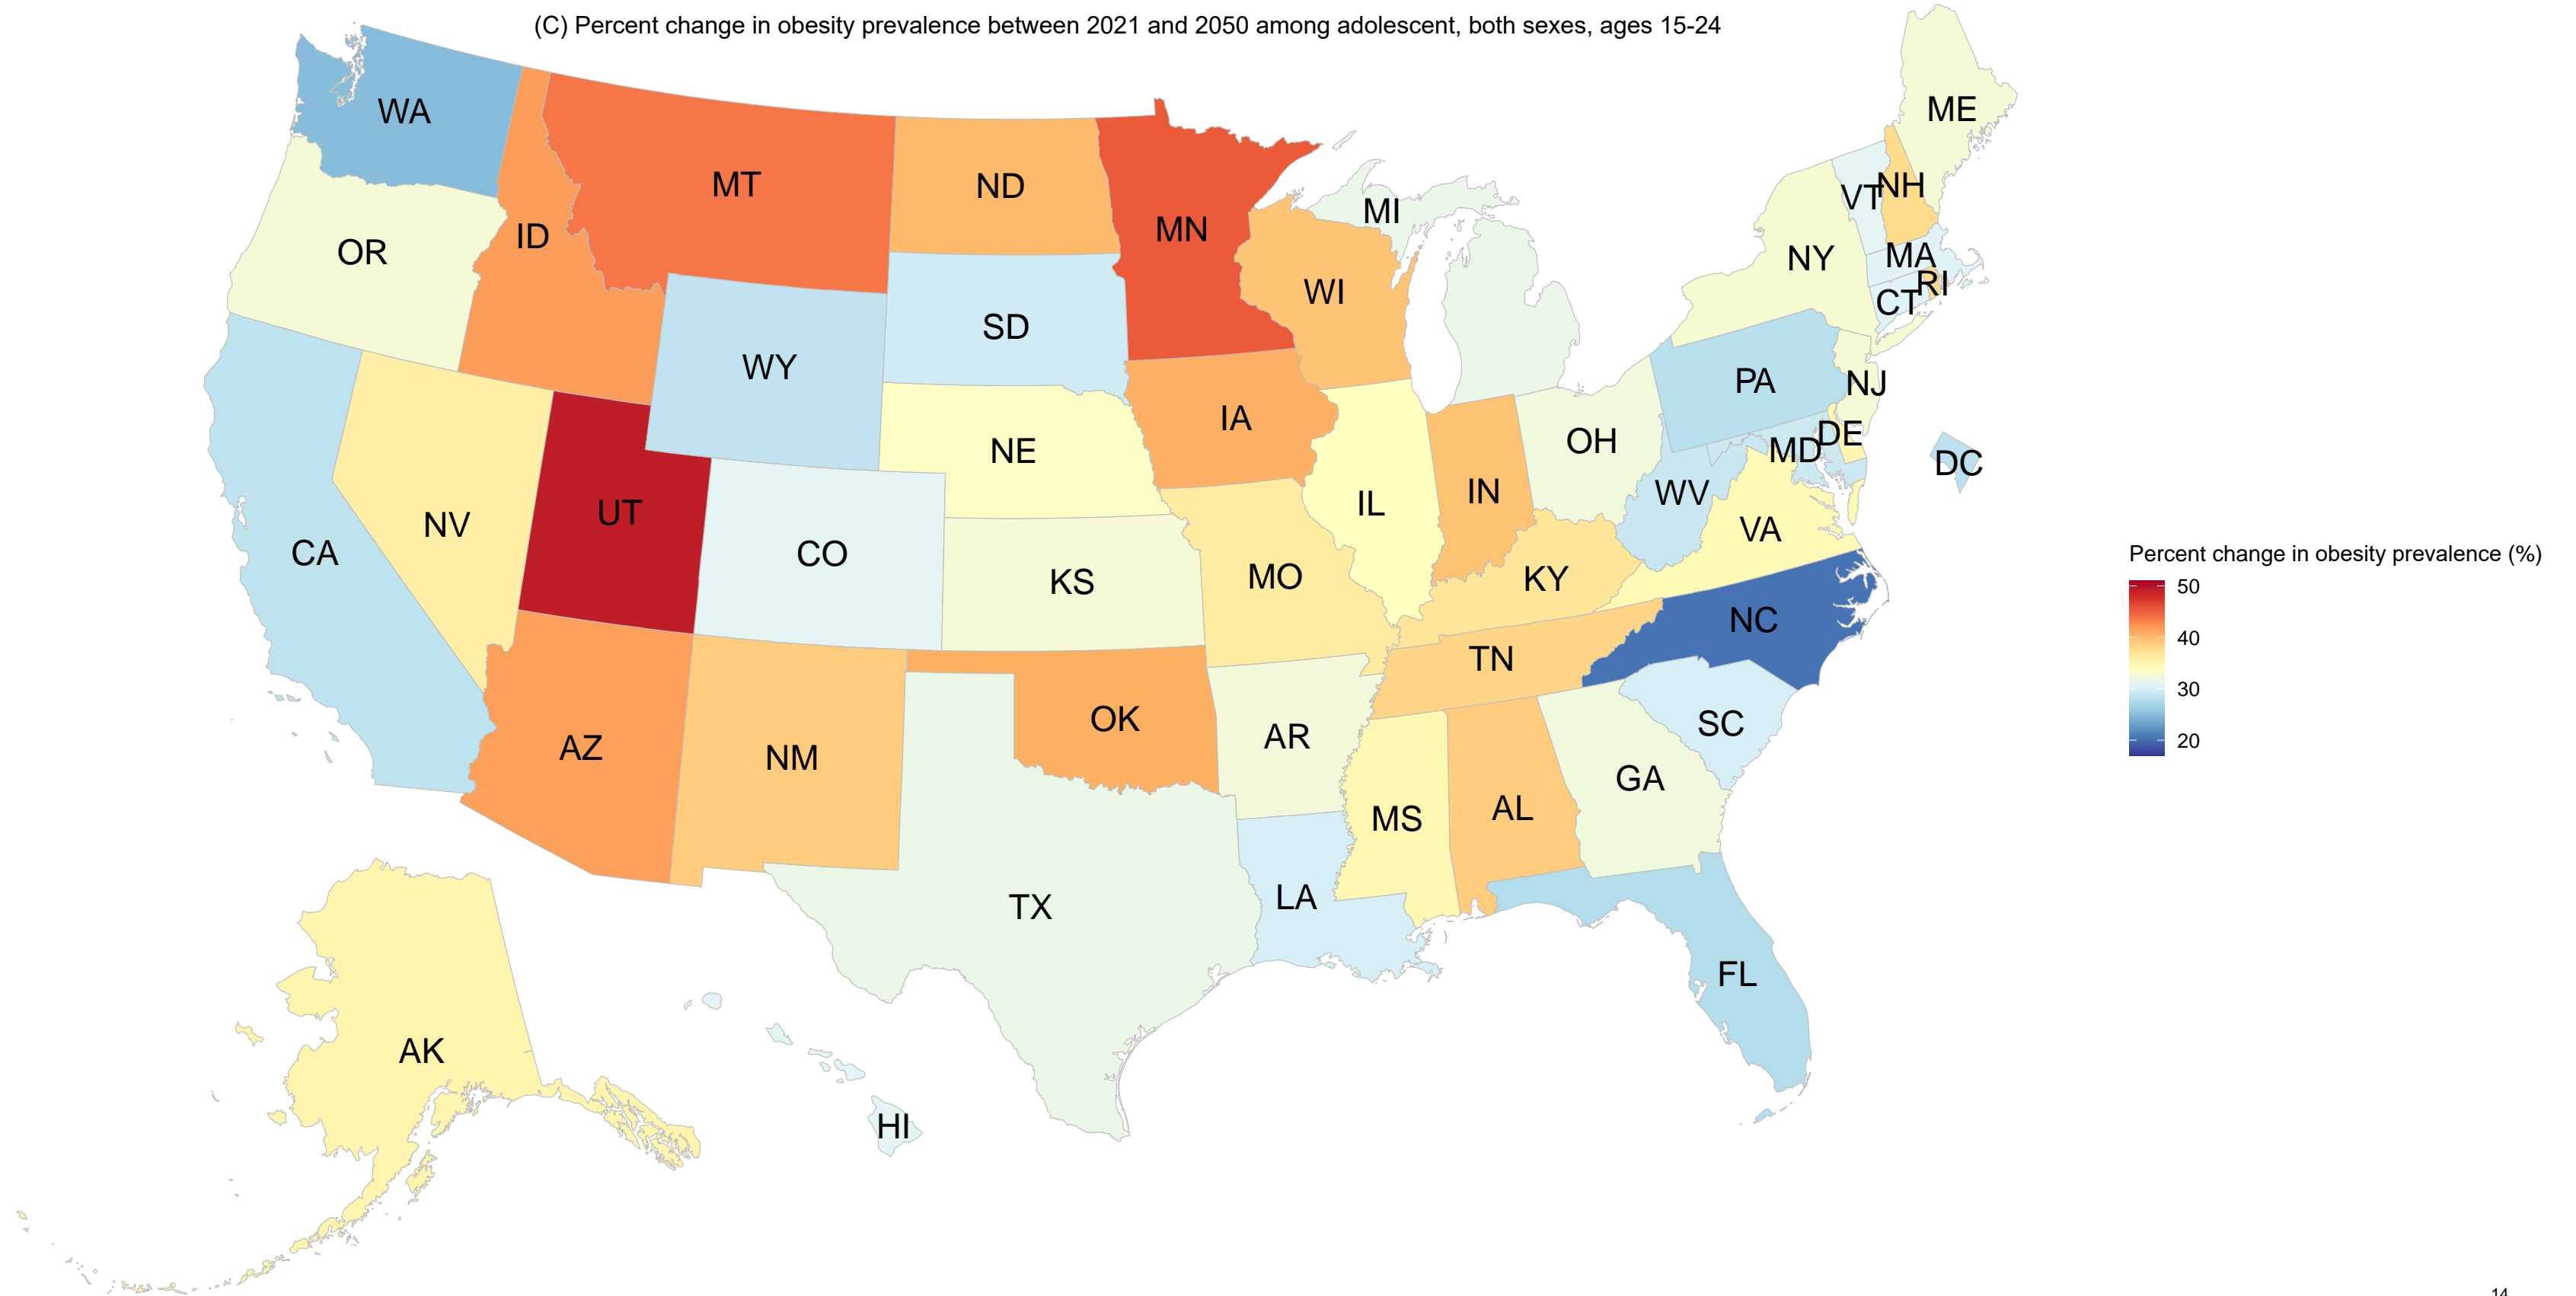 (C) Percent change in obesity prevalence between 2021 and 2050 among adolescent, both sexes, ages 15-24
WA
ME
MT
ND
MN
MI
VT
NH
OR
ID
NY
MA
RI
CT
WI
SD
WY
PA
NJ
IA
NE
OH
MD
DE
DC
IL
IN
WV
UT
NV
CO
CA
KS
MO
KY
VA
NC
TN
OK
AR
SC
AZ
NM
GA
MS
AL
TX
LA
FL
AK
HI
Percent change in obesity prevalence (%)
50
40
30
20
14